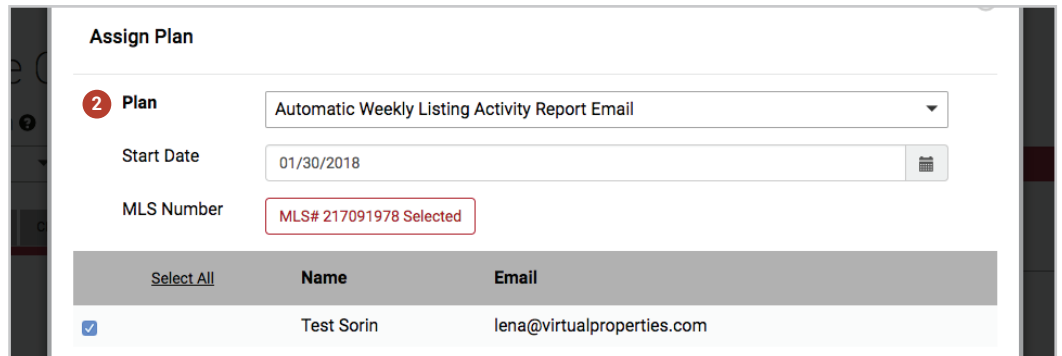 Assign Plan
2 Plan
Automatic Weekly Listing Activity Report Email
Start Date
01/30/2018
MLS Number
MLS# 217091978 Selected
Select All Name Email
Test Sorin lena@virtualproperties.com